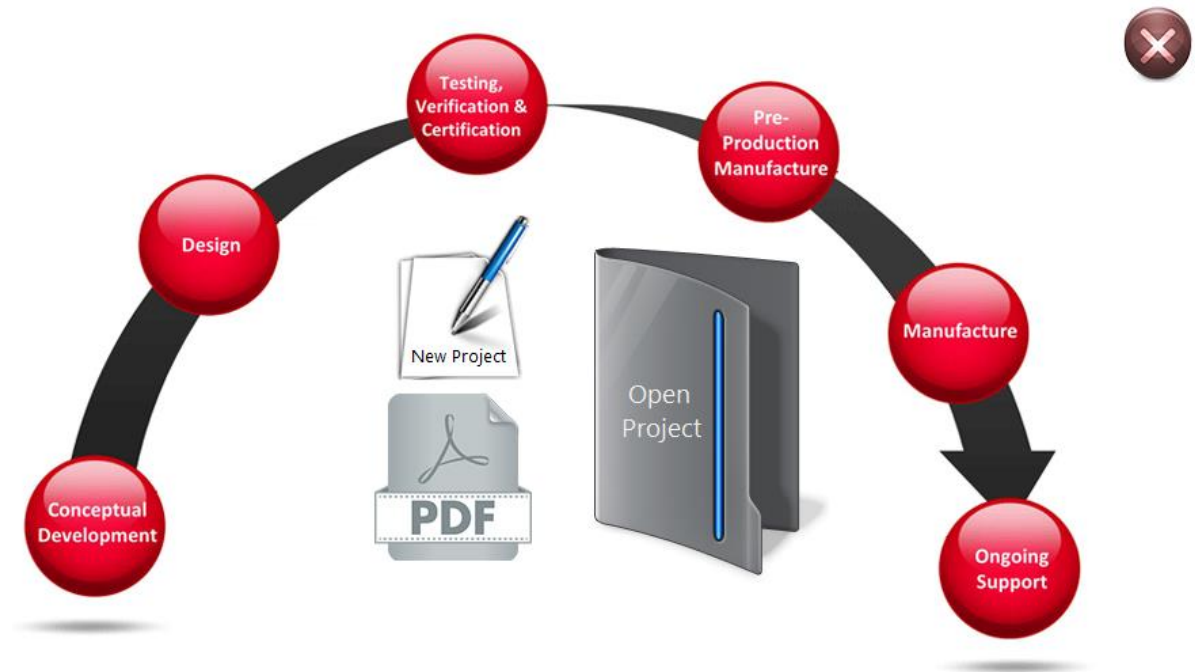 Testing,
Verification &
Certification
Pre-
Production
Manufacture
Design
Manufacture
New Project
Open
Project
PDF
Conceptual
Development
Ongoing
Support